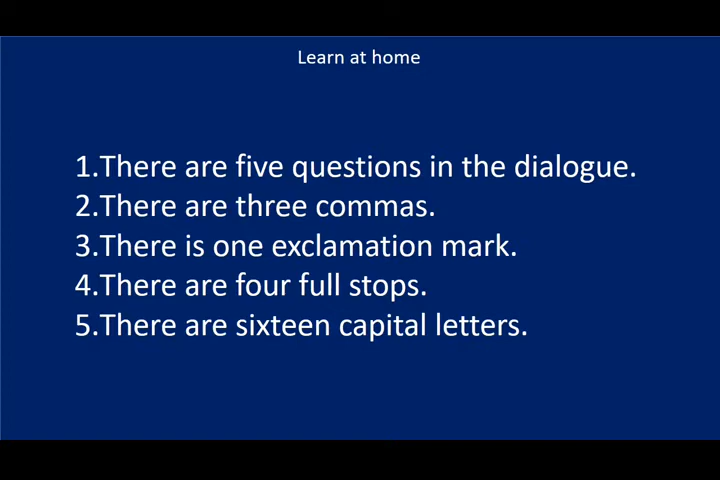 Learn at home
1.There are five questions in the dialogue.
2.There are three commas.
3.There is one exclamation mark.
4.There are four full stops.
5.There are sixteen capital letters.